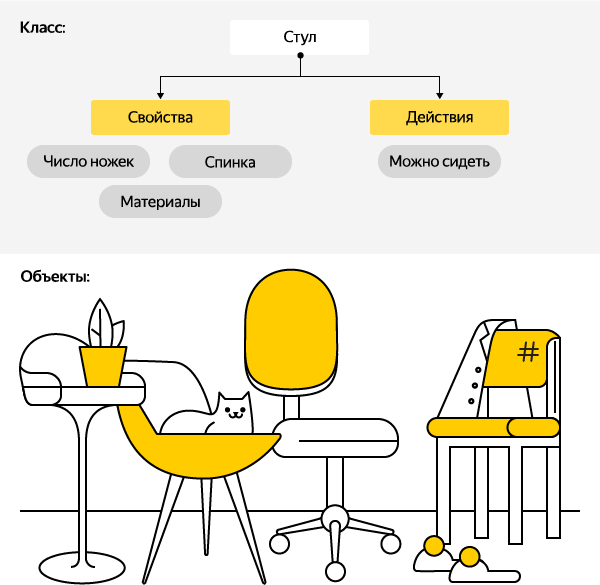 Класс:
Стул
Свойства
Действия
Число ножек
Спинка
Можно сидеть
Материалы
Объекты:
#